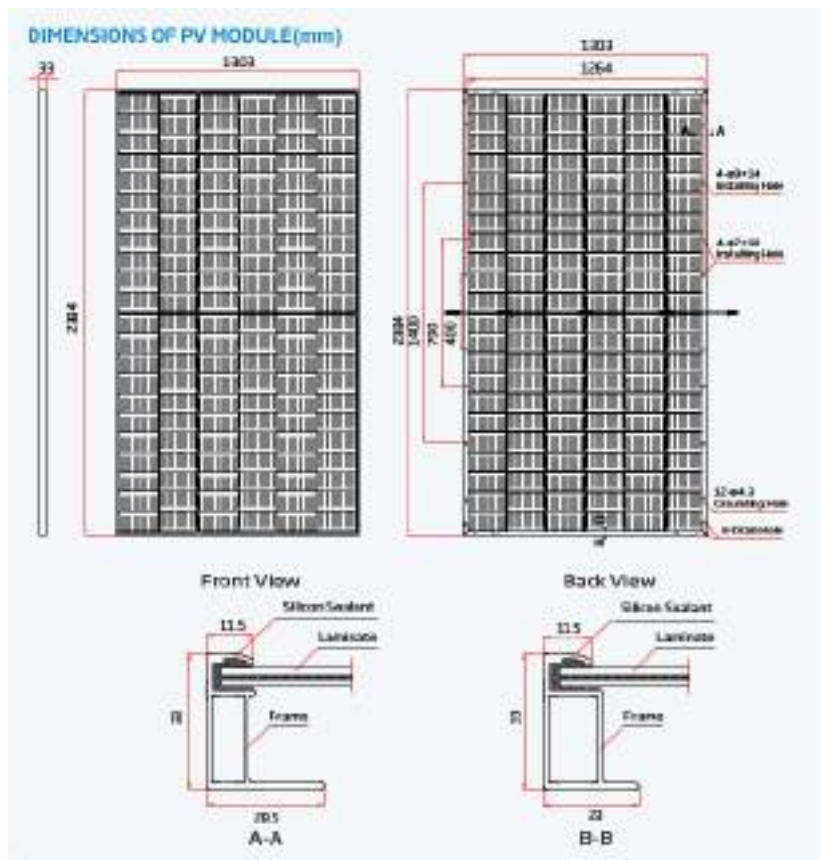 DIMENSIONS OF PV MODULE(mm)
33
1303
2384
1303
1264
A A
4-φ9×14
Installing Hole
4-φ7×10
Installing Hole
2384
1400
790
400
12-φ4.3
Grounding Hole
Front View
Back View
11.5
Silicon Sealant
Laminate
Frame
33
A-A
11.5
Silicon Sealant
Laminate
Frame
33
B-B